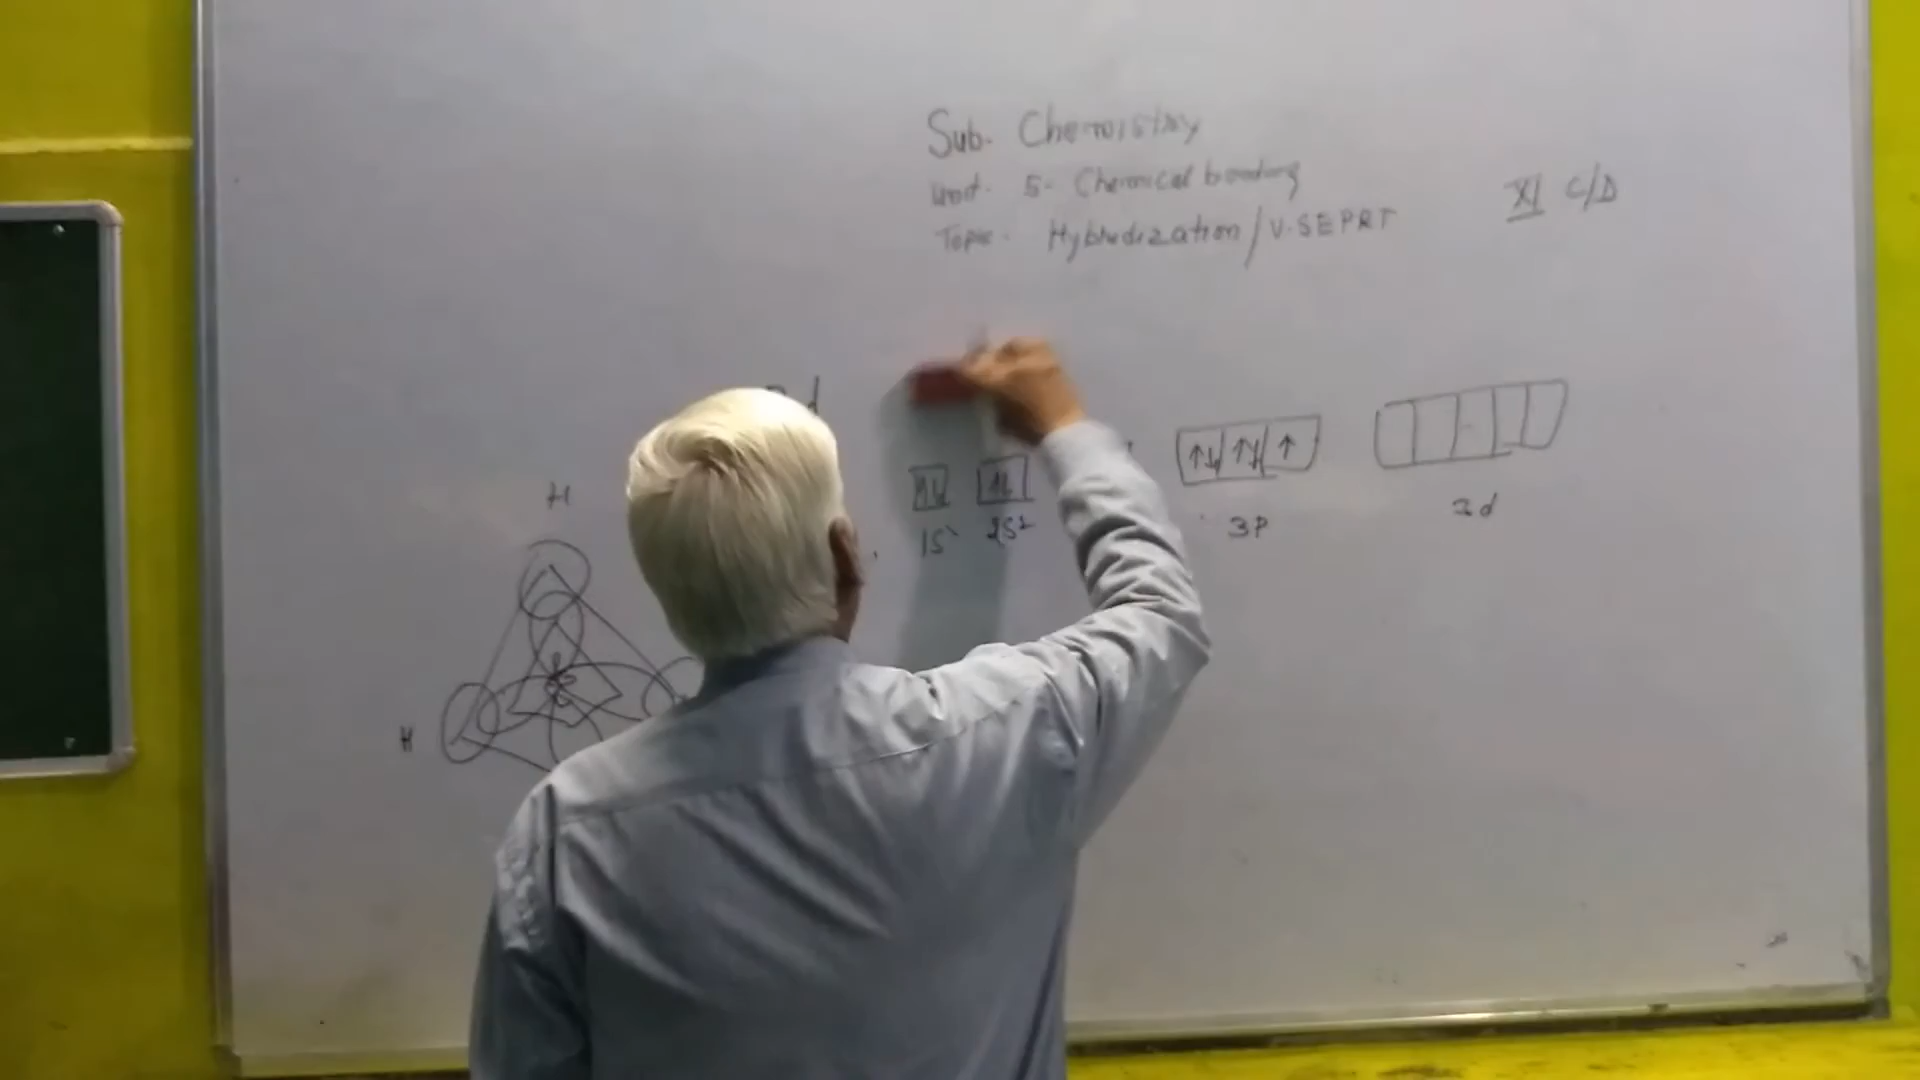 Sub. Chemistry
Unit. 5- Chemical bonding
Topic - Hybridization / V.SEPRT
XI C/D
d
↑↓ ↑↓ ↑
H
1S 2S²
3P
3d
H